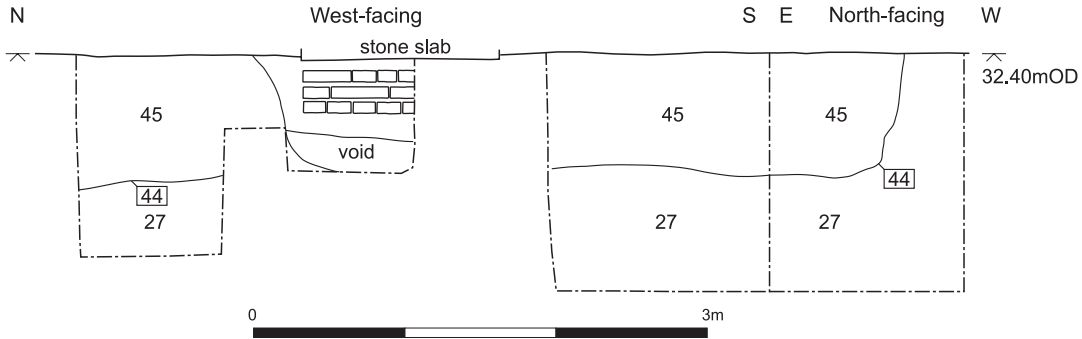 N West-facing S E North-facing W
stone slab
32.40mOD
45 45 45
void
44 44
27 27 27
0 3m